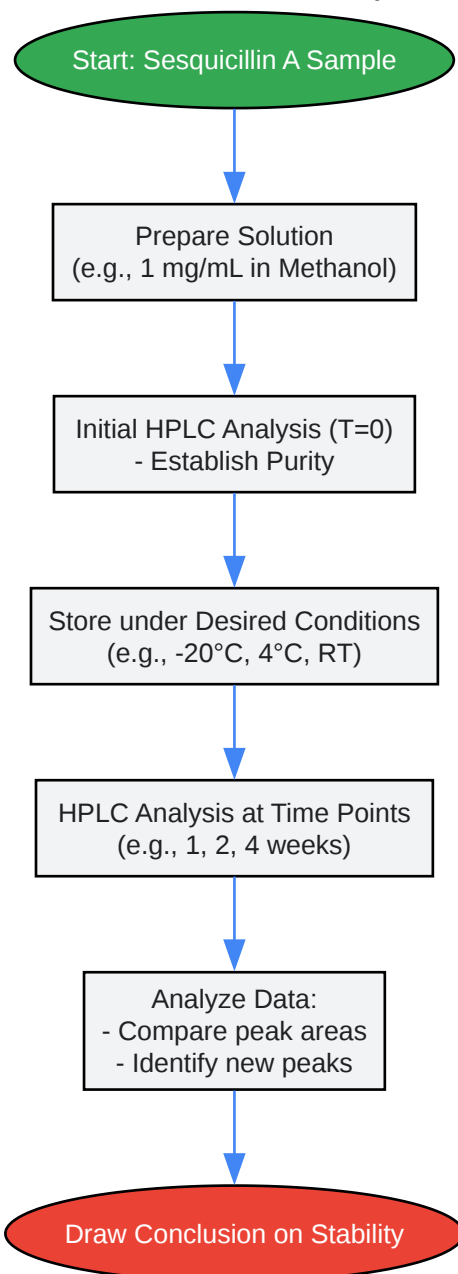 Start: Sesquicillin A Sample
Prepare Solution
(e.g., 1 mg/mL in Methanol)
Initial HPLC Analysis (T=0)
- Establish Purity
Store under Desired Conditions
(e.g., -20°C, 4°C, RT)
HPLC Analysis at Time Points
(e.g., 1, 2, 4 weeks)
Analyze Data:
- Compare peak areas
- Identify new peaks
Draw Conclusion on Stability